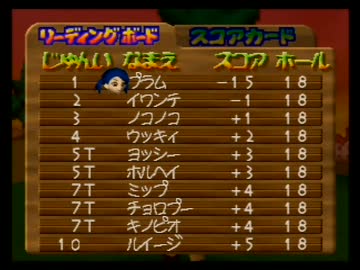 リーディングボード スコアカード
じゅんい なまえ スコア ホール
1 プラム -15 18
2 イワンテ -1 18
3 ノコノコ +1 18
4 ウッキィ +2 18
5T ヨッシー +3 18
5T ホルヘイ +3 18
7T ミップ +4 18
7T チョロプー +4 18
7T キノピオ +4 18
10 ルイージ +5 18